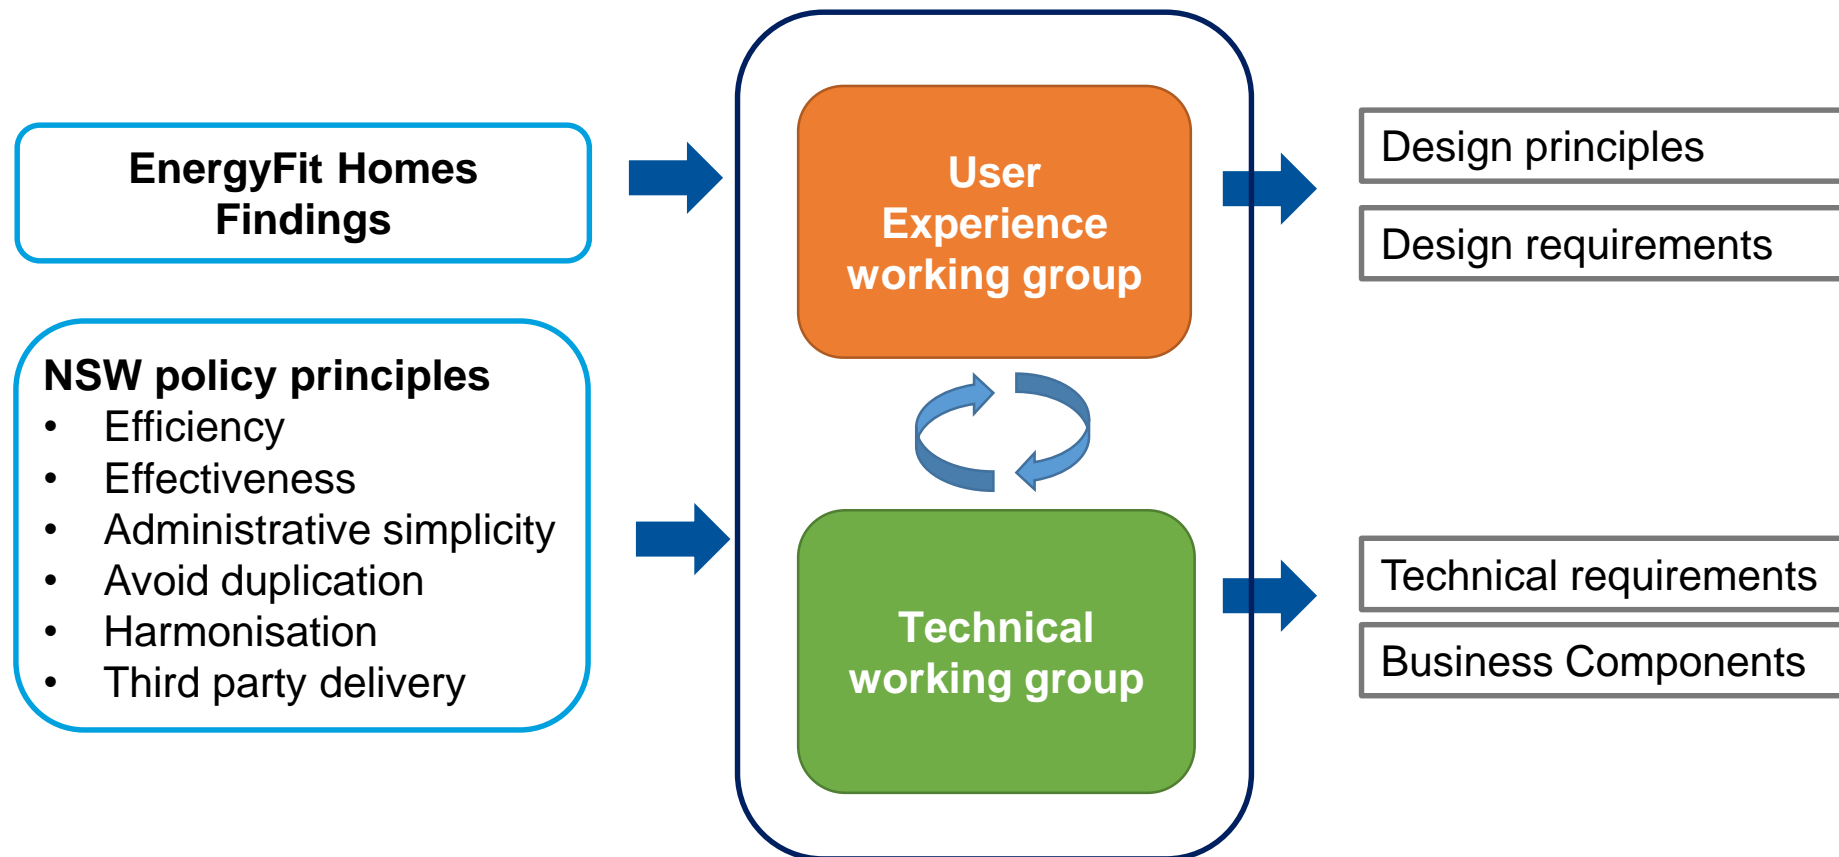 EnergyFit Homes
Findings
NSW policy principles
• Efficiency
• Effectiveness
• Administrative simplicity
• Avoid duplication
• Harmonisation
• Third party delivery
User
Experience
working group
Technical
working group
Design principles
Design requirements
Technical requirements
Business Components